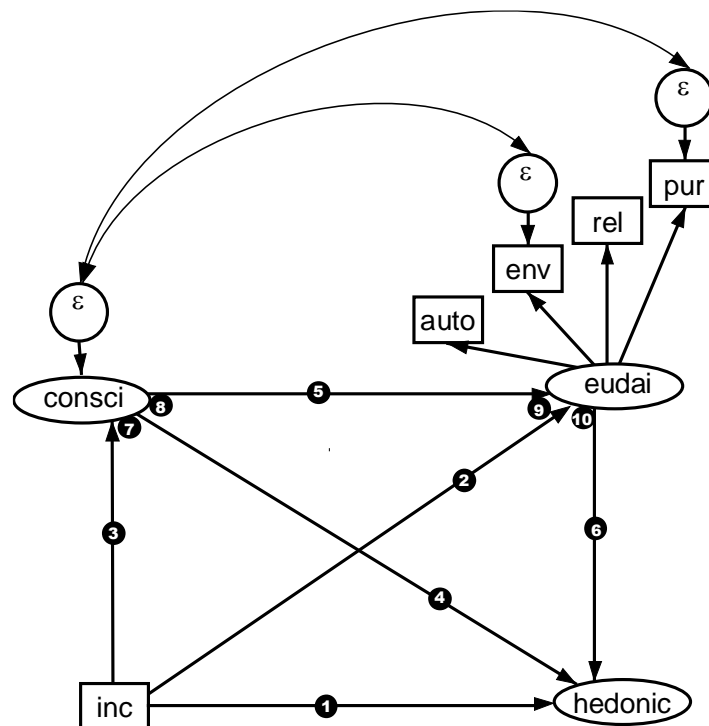 ε
pur
ε
rel
env
ε
auto
consci
5
eudai
8
9
10
7
2
3
6
4
inc
1
hedonic